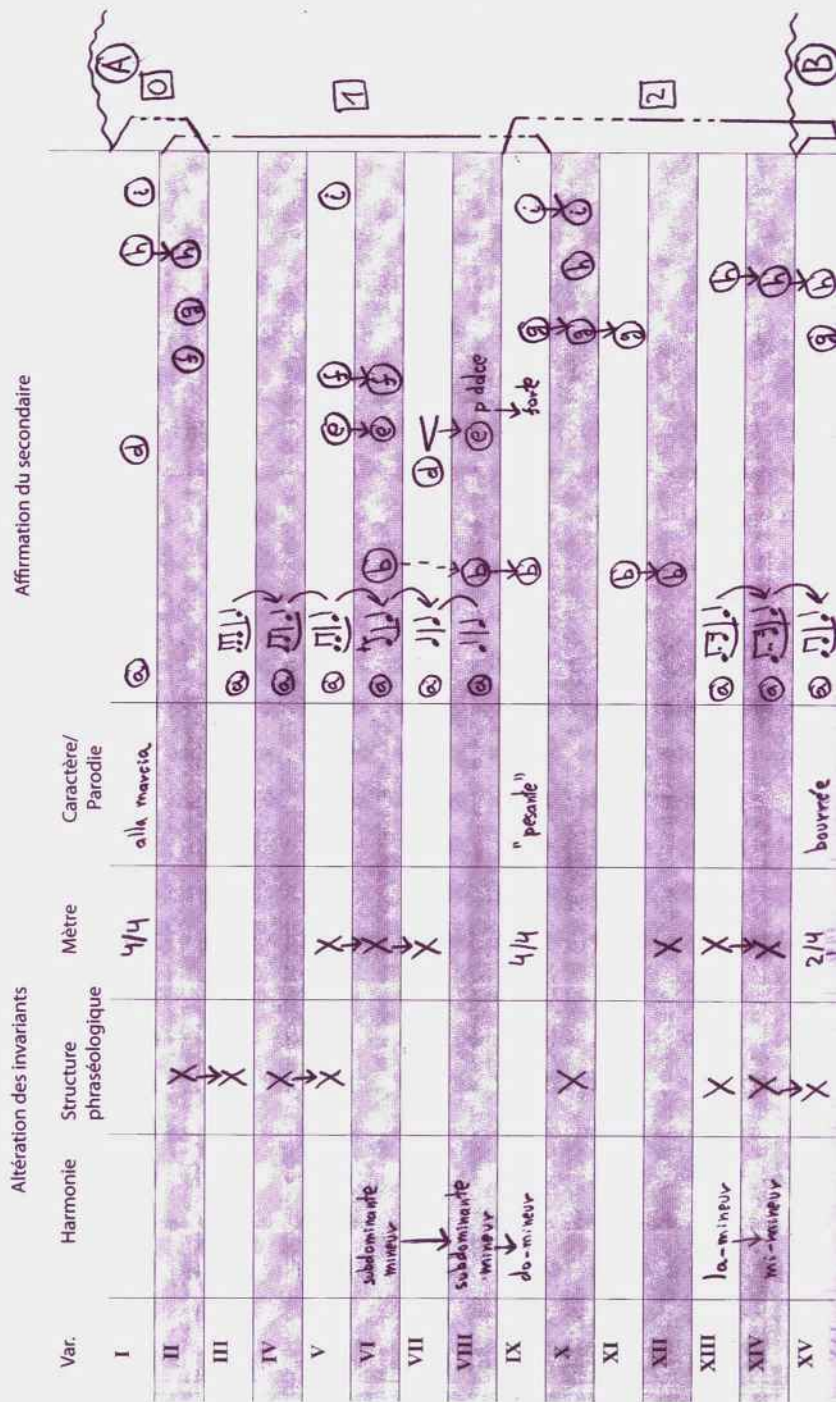 Altération des invariants Affirmation du secondaire
Var. Harmonie Structure phraséologique Mètre Caractère/ Parodie
I 4/4 alla marcia a d h i A
0
II X f g h
III X a
IV X a
V X X a e f i 1
VI subdominante mineur X a b e f
VII X a d
VIII subdominante mineur a b e p dolce
IX do-mineur 4/4 "pesante" b forte g i
X X g h i
XI b g
XII X b 2
XIII la-mineur X X a h
XIV mi-mineur X X a h
XV X 2/4 bourrée a g h B